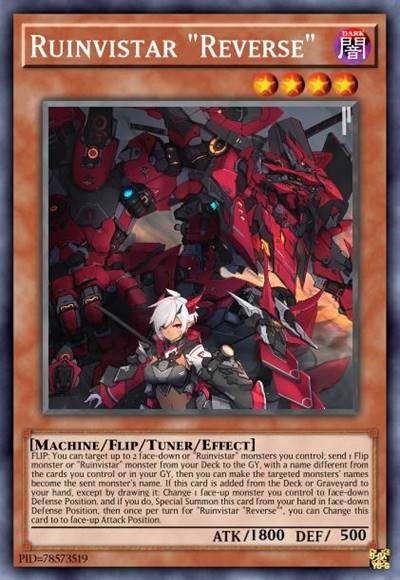 Ruinvistar "Reverse"
DARK
闇
[Machine/Flip/Tuner/Effect]
FLIP: You can target up to 2 face-down or "Ruinvistar" monsters you control; send 1 Flip
monster or "Ruinvistar" monster from your Deck to the GY, with a name different from
the cards you control or in your GY, then you can make the targeted monsters' names
become the sent monster's name. If this card is added from the Deck or Graveyard to
your hand, except by drawing it: Change 1 face-up monster you control to face-down
Defense Position, and if you do, Special Summon this card from your hand in face-down
Defense Position, then once per turn for "Ruinvistar "Reverse"", you can Change this
card to to face-up Attack Position.
ATK/1800 DEF/ 500
PID=78573519